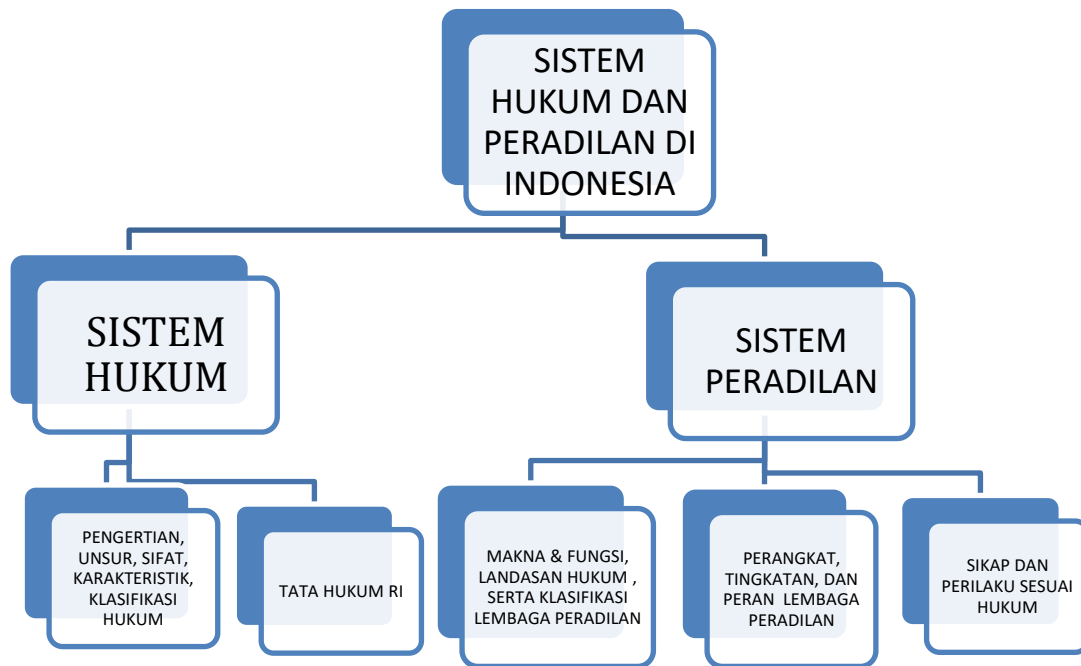 SISTEM
HUKUM DAN
PERADILAN DI
INDONESIA
SISTEM
HUKUM
SISTEM
PERADILAN
PENGERTIAN,
UNSUR, SIFAT,
KARAKTERISTIK,
KLASIFIKASI
HUKUM
TATA HUKUM RI
MAKNA & FUNGSI,
LANDASAN HUKUM ,
SERTA KLASIFIKASI
LEMBAGA PERADILAN
PERANGKAT,
TINGKATAN, DAN
PERAN LEMBAGA
PERADILAN
SIKAP DAN
PERILAKU SESUAI
HUKUM